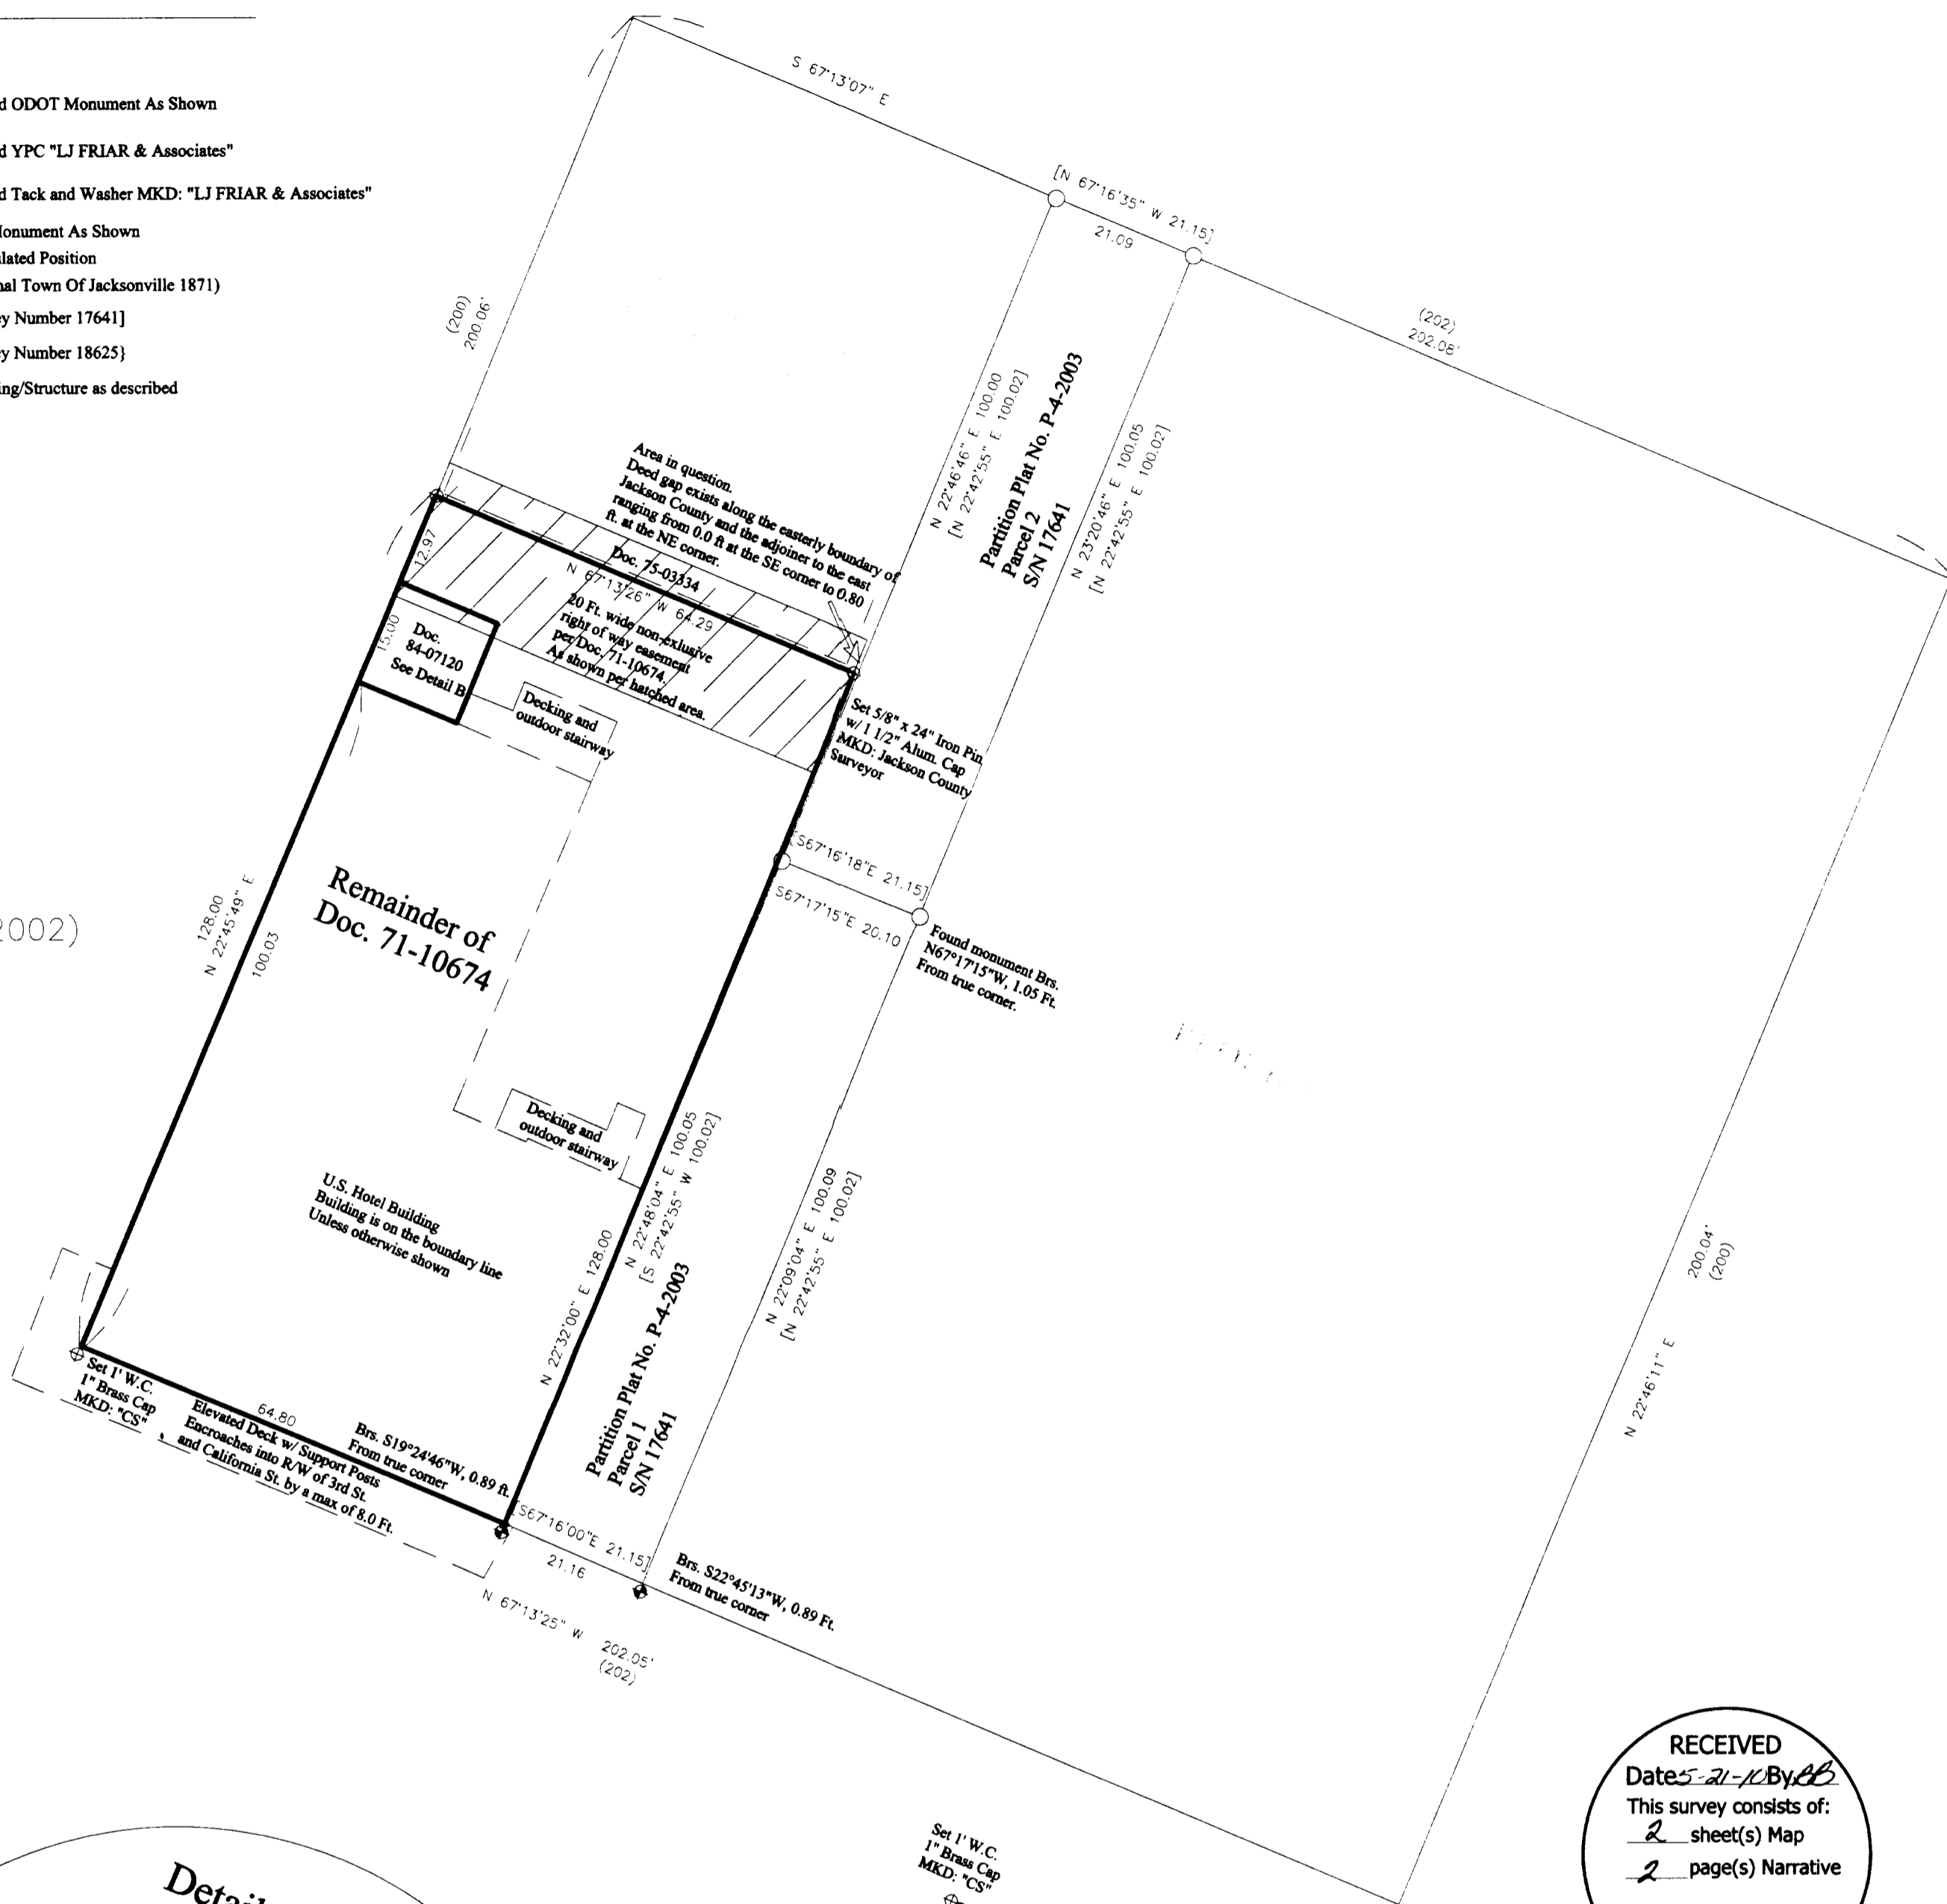 d ODOT Monument As Shown
d YPC "LJ FRIAR & Associates"
d Tack and Washer MKD: "LJ FRIAR & Associates"
Monument As Shown
lated Position
nal Town Of Jacksonville 1871)
y Number 17641]
y Number 18625}
ing/Structure as described
2002)
S 67°13'07" E
[N 67°16'35" W 21.15]
21.09
(202)
202.08'
(200)
200.06'
N 22°46'46" E 100.00
[N 22°42'55" E 100.02]
Partition Plat No. P-4-2003
Parcel 2
S/N 17641
N 23°20'46" E 100.05
[N 22°42'55" E 100.02]
Area in question.
Deed gap exists along the easterly boundary of
Jackson County and the adjoiner to the east
ranging from 0.0 ft at the SE corner to 0.80
ft. at the NE corner.
Doc. 75-03334
N 67°13'26" W 64.29
20 Ft. wide non-exlusive
right of way easement
per Doc. 71-10674.
As shown per hatched area.
12.97
15.00
Doc.
84-07120
See Detail B
Decking and
outdoor stairway
Set 5/8" x 24" Iron Pin
w/ 1 1/2" Alum. Cap
MKD: Jackson County
Surveyor
[S67°16'18"E 21.15]
S67°17'15"E 20.10
Found monument Brs.
N67°17'15"W, 1.05 Ft.
From true corner.
Remainder of
Doc. 71-10674
128.00
N 22°45'49" E
100.03
Decking and
outdoor stairway
N 22°48'04" E 100.05
[S 22°42'55" W 100.02]
N 22°09'04" E 100.09
[N 22°42'55" E 100.02]
U.S. Hotel Building
Building is on the boundary line
Unless otherwise shown
N 22°32'00" E 128.00
Partition Plat No. P-4-2003
Parcel 1
S/N 17641
200.04'
(200)
N 22°46'11" E
Set 1' W.C.
1" Brass Cap
MKD: "CS"
64.80
Elevated Deck w/ Support Posts
Encroaches into R/W of 3rd St.
and California St. by a max of 8.0 Ft.
Brs. S19°24'46"W, 0.89 ft.
From true corner
[S67°16'00"E 21.15]
21.16
Brs. S22°45'13"W, 0.89 Ft.
From true corner
N 67°13'25" W
202.05'
(202)
RECEIVED
Date 5-21-10 By BB
This survey consists of:
2 sheet(s) Map
2 page(s) Narrative
Set 1' W.C.
1" Brass Cap
MKD: "CS"
Detail